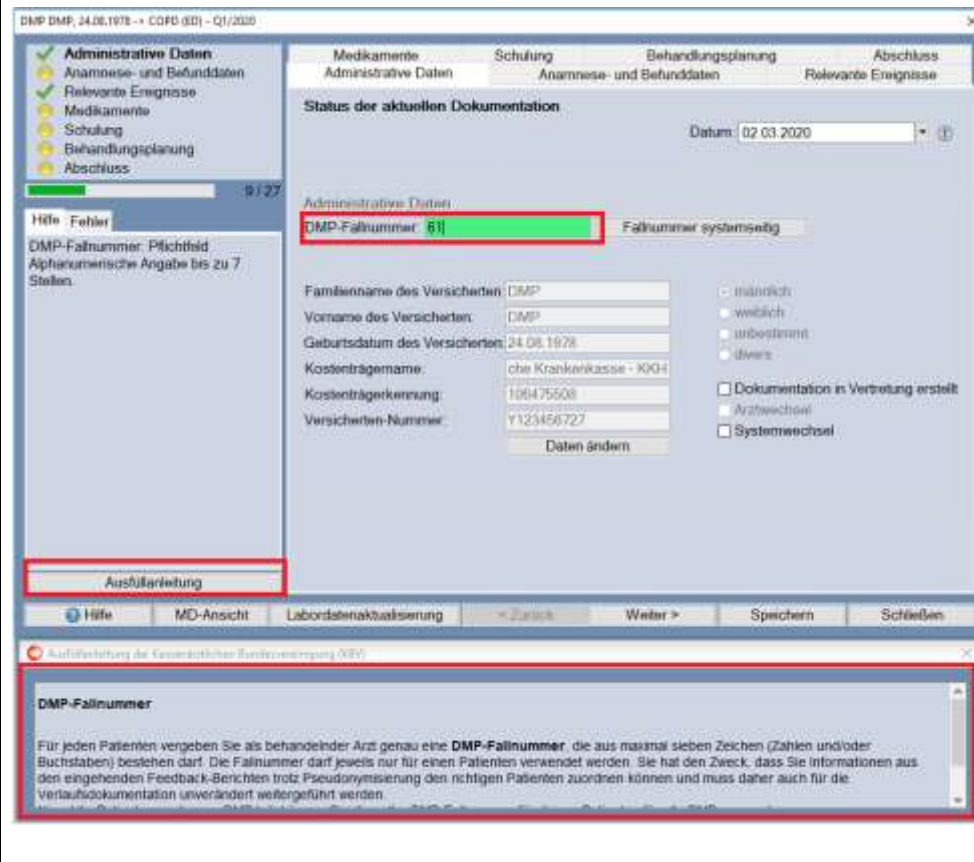 DMP DMP, 24.08.1978 -> COPD (ED) - Q1/2020
Administrative Daten
Anamnese- und Befunddaten
Relevante Ereignisse
Medikamente
Schulung
Behandlungsplanung
Abschluss
9 / 27
Hilfe Fehler
DMP-Fallnummer: Pflichtfeld
Alphanumerische Angabe bis zu 7
Stellen.
Ausfüllanleitung
Medikamente Schulung Behandlungsplanung Abschluss
Administrative Daten Anamnese- und Befunddaten Relevante Ereignisse
Status der aktuellen Dokumentation
Datum: 02.03.2020
Administrative Daten
DMP-Fallnummer: 61
Fallnummer systemseitig
Familienname des Versicherten: DMP
Vorname des Versicherten: DMP
Geburtsdatum des Versicherten: 24.08.1978
Kostenträgername: che Krankenkasse - KKH
Kostenträgerkennung: 106475508
Versicherten-Nummer: Y123456727
Daten ändern
männlich
weiblich
unbestimmt
divers
Dokumentation in Vertretung erstellt
Arztwechsel
Systemwechsel
Hilfe MD-Ansicht Labordatenaktualisierung < Zurück Weiter > Speichern Schließen
Ausfüllanleitung der Kassenärztlichen Bundesvereinigung (KBV)
DMP-Fallnummer
Für jeden Patienten vergeben Sie als behandelnder Arzt genau eine DMP-Fallnummer, die aus maximal sieben Zeichen (Zahlen und/oder
Buchstaben) bestehen darf. Die Fallnummer darf jeweils nur für einen Patienten verwendet werden. Sie hat den Zweck, dass Sie Informationen aus
den eingehenden Feedback-Berichten trotz Pseudonymisierung den richtigen Patienten zuordnen können und muss daher auch für die
Verlaufsdokumentation unverändert weitergeführt werden.